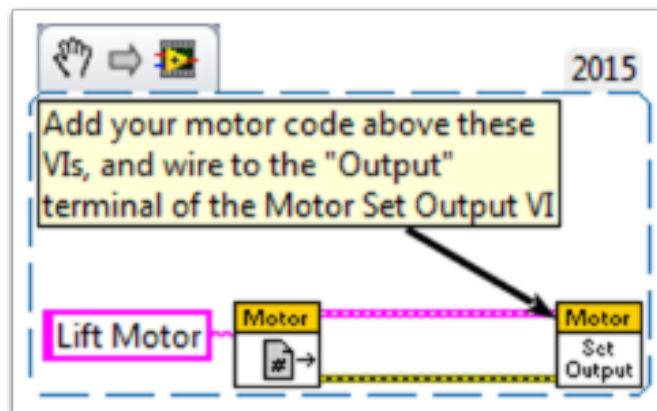 2015
Add your motor code above these
VIs, and wire to the "Output"
terminal of the Motor Set Output VI
Lift Motor
Motor
#
Motor
Set
Output